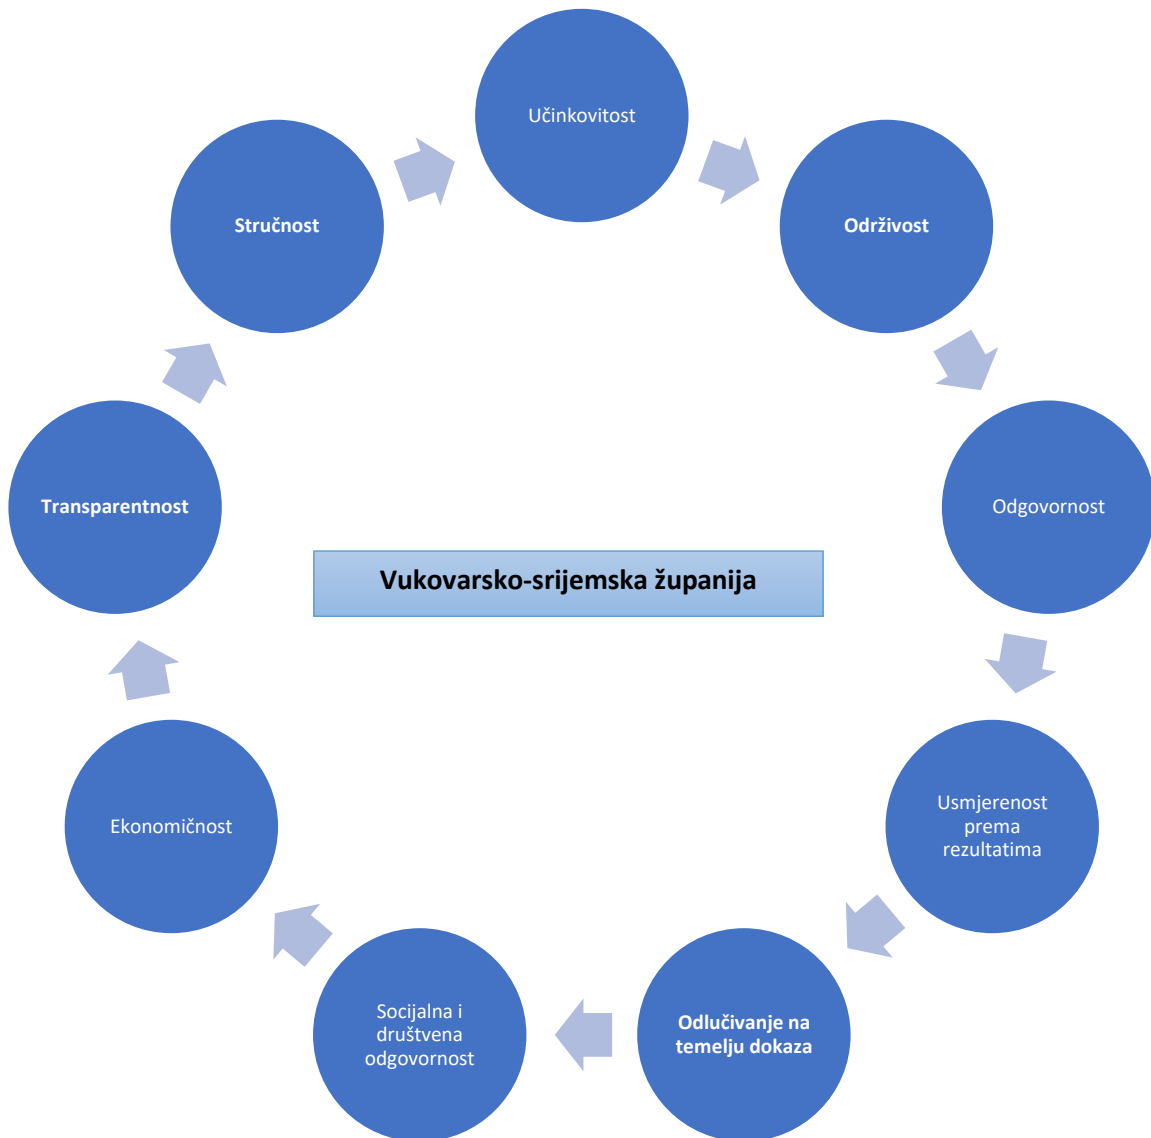 Učinkovitost
Održivost
Odgovornost
Usmjerenost
prema
rezultatima
Odlučivanje na
temelju dokaza
Socijalna i
društvena
odgovornost
Ekonomičnost
Transparentnost
Stručnost
Vukovarsko-srijemska županija